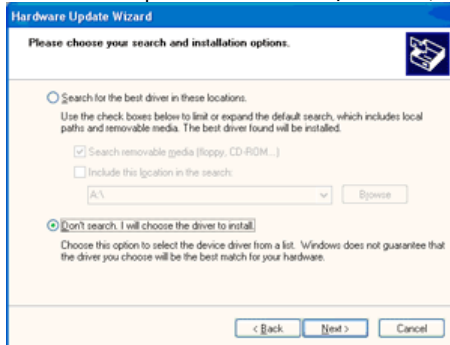 Hardware Update Wizard
Please choose your search and installation options.
Search for the best driver in these locations.
Use the check boxes below to limit or expand the default search, which includes local
paths and removable media. The best driver found will be installed.
Search removable media (floppy, CD-ROM...)
Include this location in the search:
A:\
Browse
Don't search. I will choose the driver to install.
Choose this option to select the device driver from a list. Windows does not guarantee that
the driver you choose will be the best match for your hardware.
< Back Next > Cancel